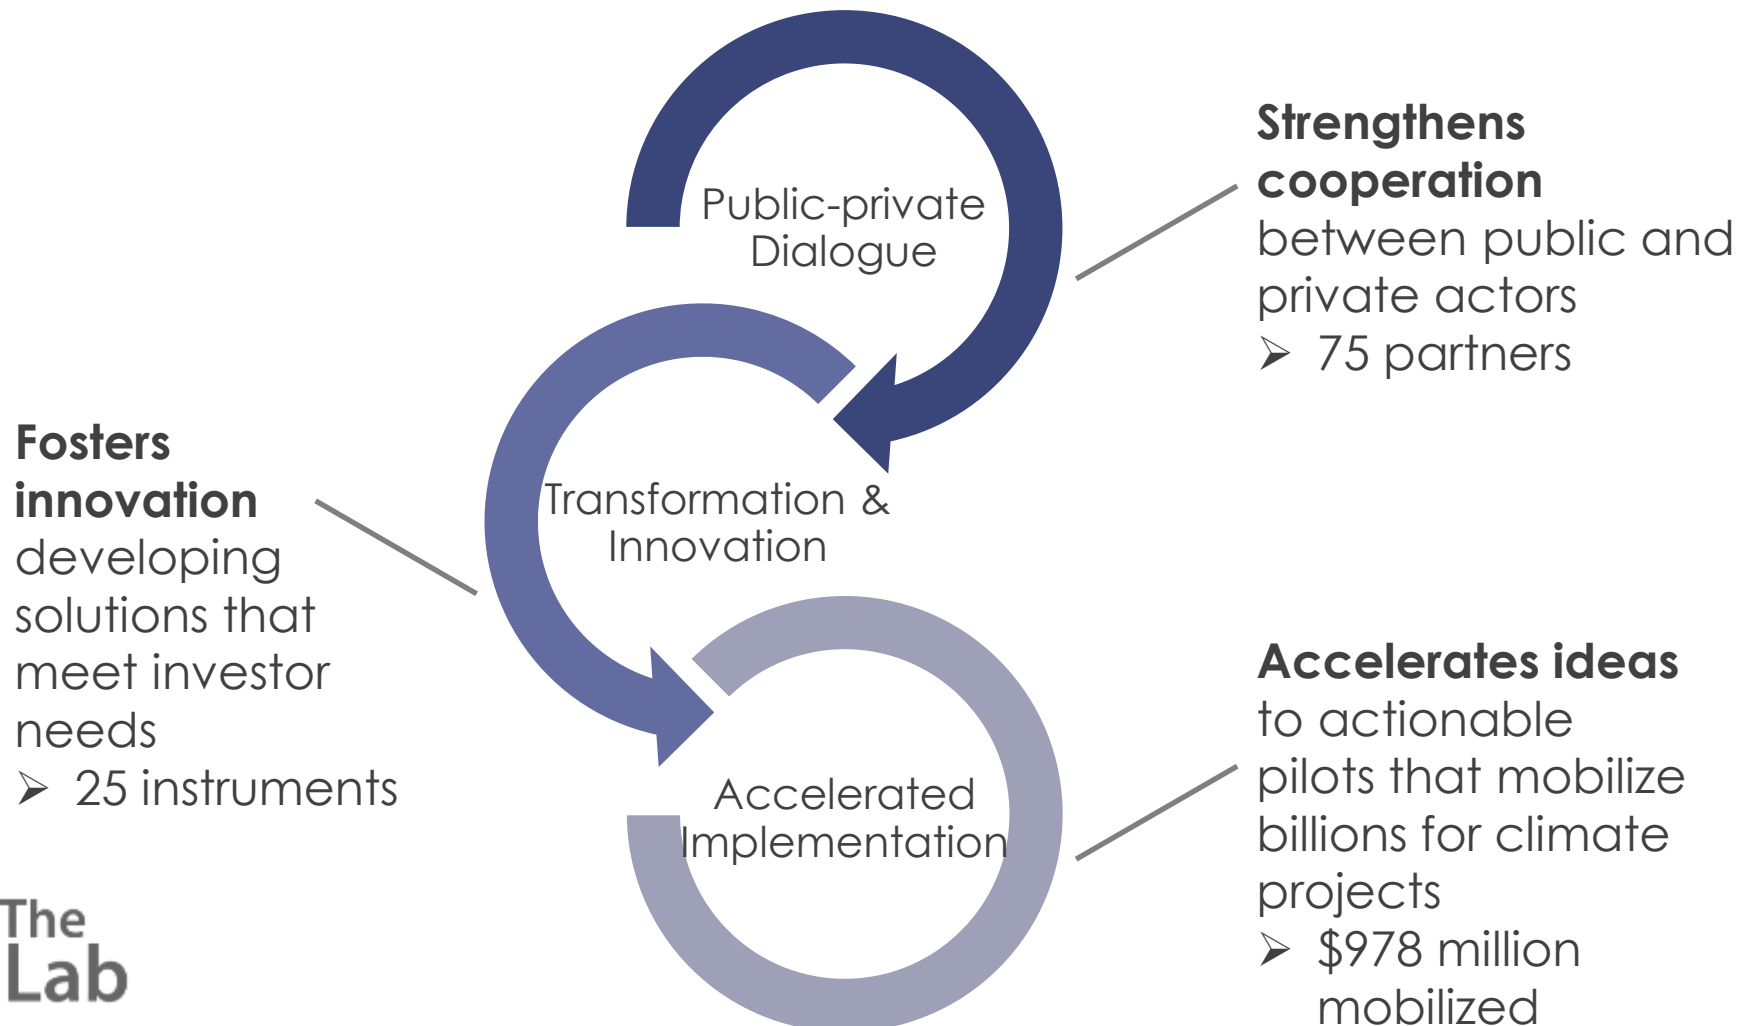 Public-private
Dialogue
Strengthens
cooperation
between public and
private actors
➢ 75 partners
Transformation &
Innovation
Fosters
innovation
developing
solutions that
meet investor
needs
➢ 25 instruments
Accelerated
Implementation
Accelerates ideas
to actionable
pilots that mobilize
billions for climate
projects
➢ $978 million
mobilized
The
Lab